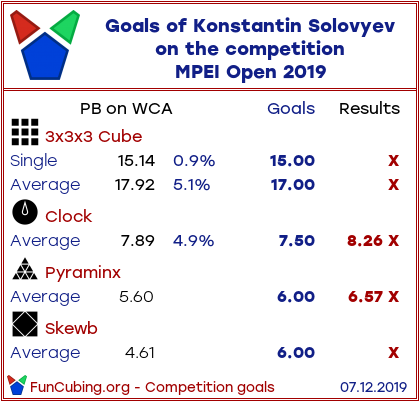 Goals of Konstantin Solovyev
on the competition
MPEI Open 2019
PB on WCA Goals Results
3x3x3 Cube
Single 15.14 0.9% 15.00 X
Average 17.92 5.1% 17.00 X
Clock
Average 7.89 4.9% 7.50 8.26 X
Pyraminx
Average 5.60 6.00 6.57 X
Skewb
Average 4.61 6.00 X
FunCubing.org - Competition goals 07.12.2019